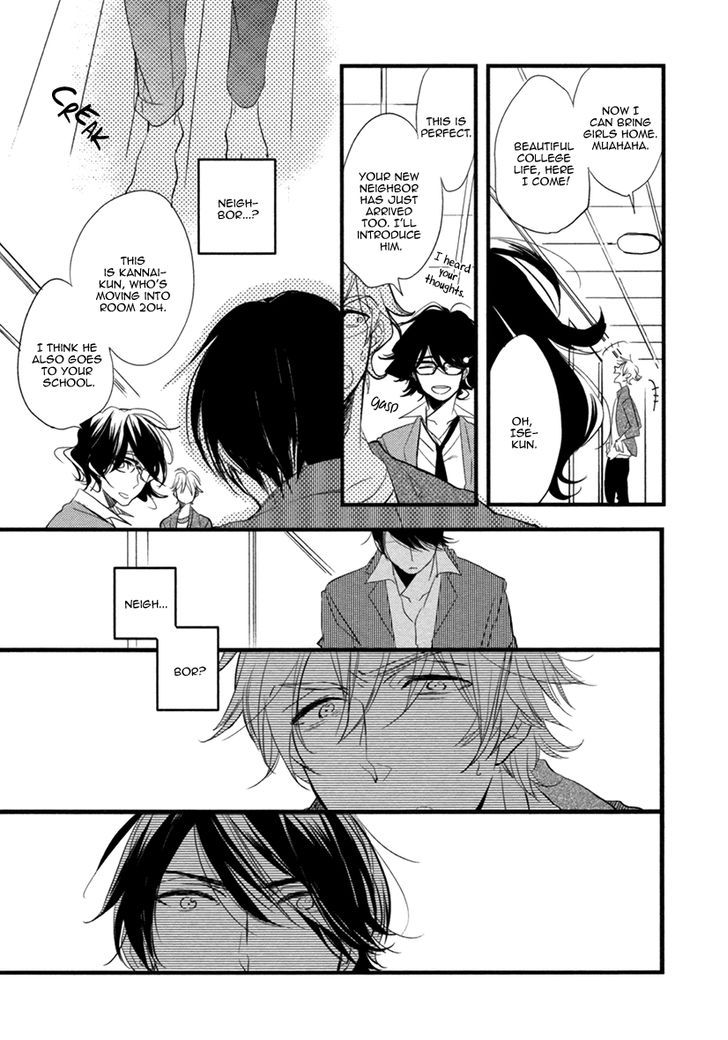 NOW I
CAN BRING
GIRLS HOME.
MUAHAHA.
BEAUTIFUL
COLLEGE
LIFE, HERE
I COME!
OH,
ISE-
KUN.
THIS IS
PERFECT.
YOUR NEW
NEIGHBOR
HAS JUST
ARRIVED
TOO. I'LL
INTRODUCE
HIM.
I heard
your
thoughts.
gasp
CREAK
NEIGH-
BOR...?
THIS
IS KANNAI-
KUN, WHO'S
MOVING INTO
ROOM 204.
I THINK HE
ALSO GOES
TO YOUR
SCHOOL.
NEIGH...
BOR?